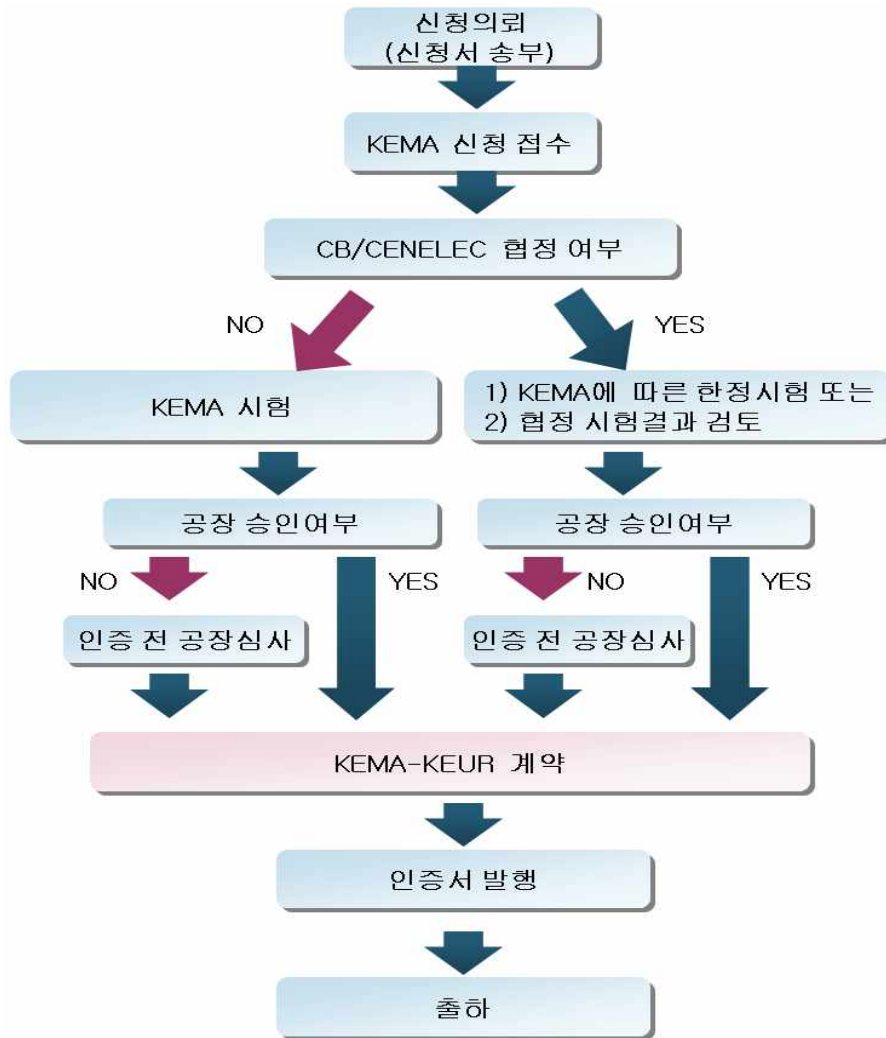 신청의뢰
(신청서 송부)
KEMA 신청 접수
CB/CENELEC 협정 여부
NO
YES
KEMA 시험
1) KEMA에 따른 한정시험 또는
2) 협정 시험결과 검토
공장 승인여부
공장 승인여부
NO
YES
NO
YES
인증 전 공장심사
인증 전 공장심사
KEMA-KEUR 계약
인증서 발행
출하